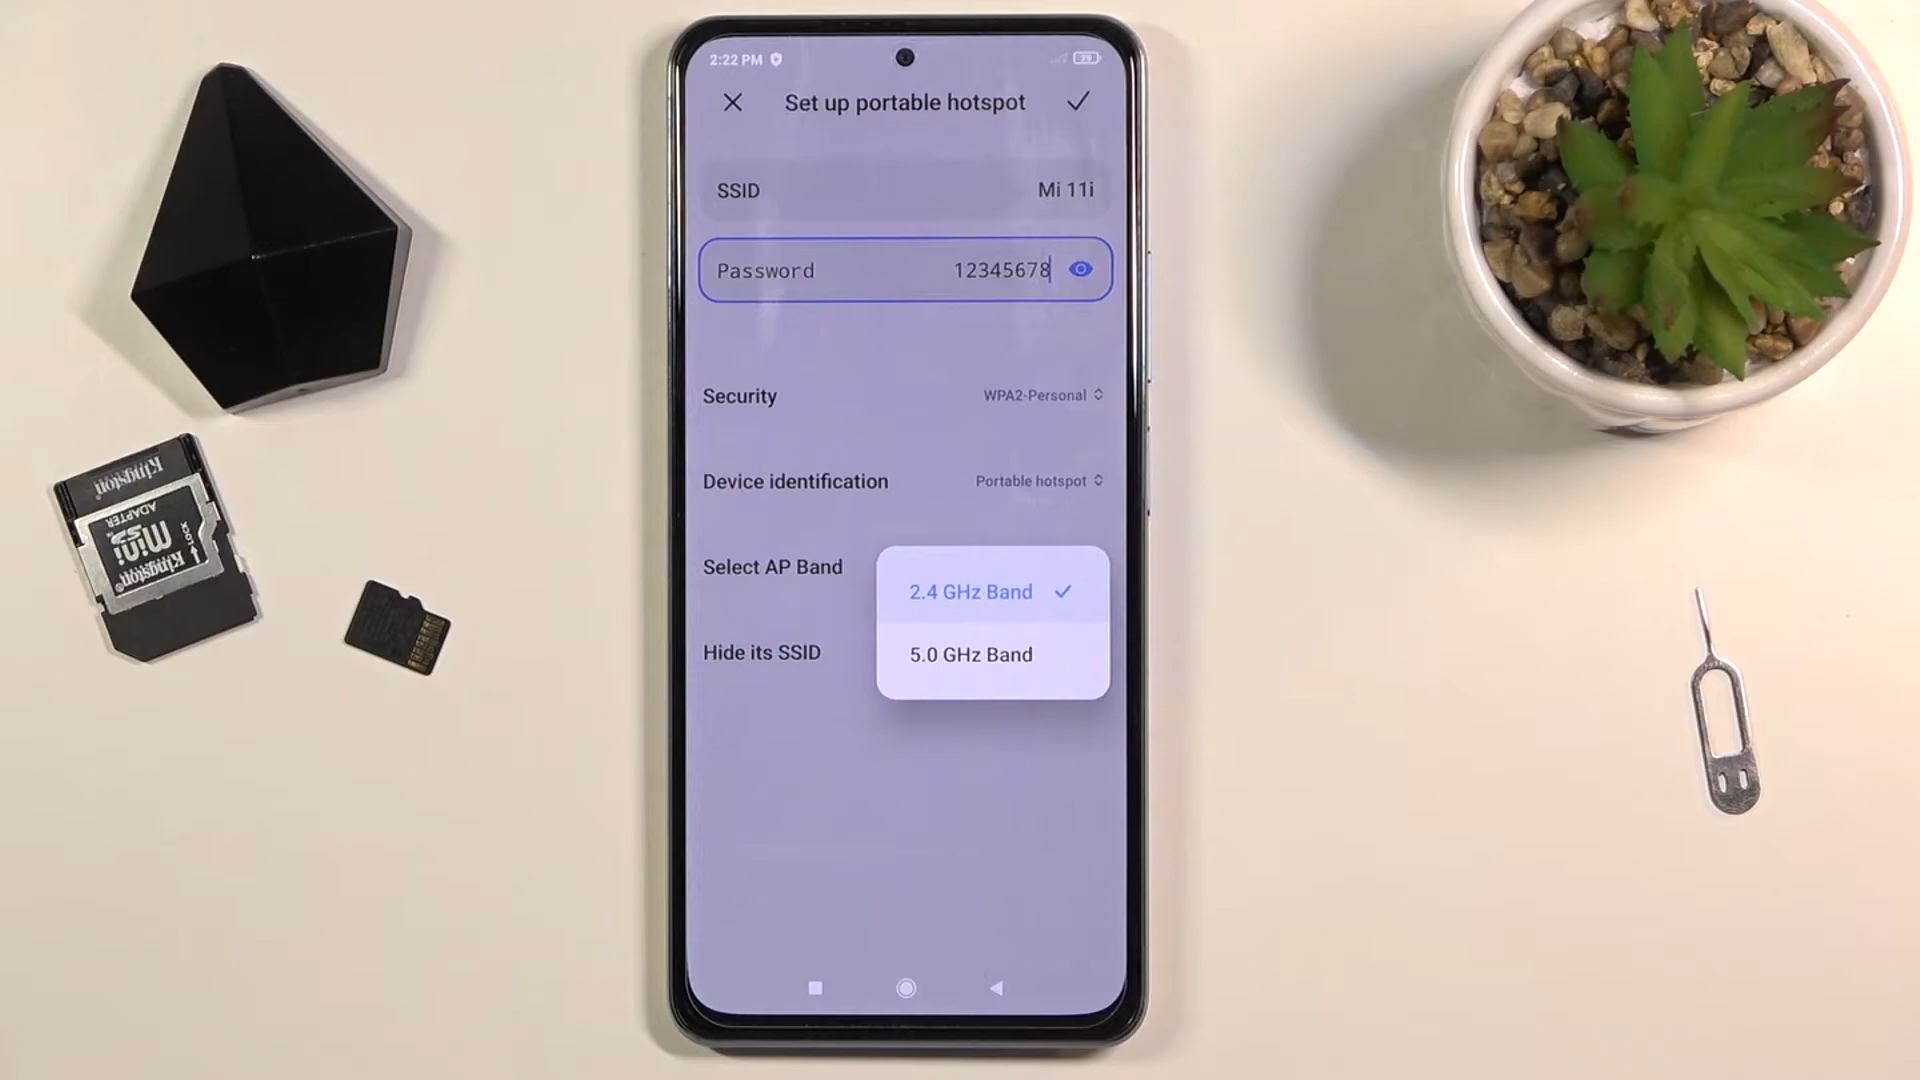 2:22 PM
29
Set up portable hotspot
SSID
Mi 11i
Password
12345678
Security
WPA2-Personal
Device identification
Portable hotspot
Select AP Band
2.4 GHz Band
5.0 GHz Band
Hide its SSID
Kingston
ADAPTER
mini
LOCK
Kingston